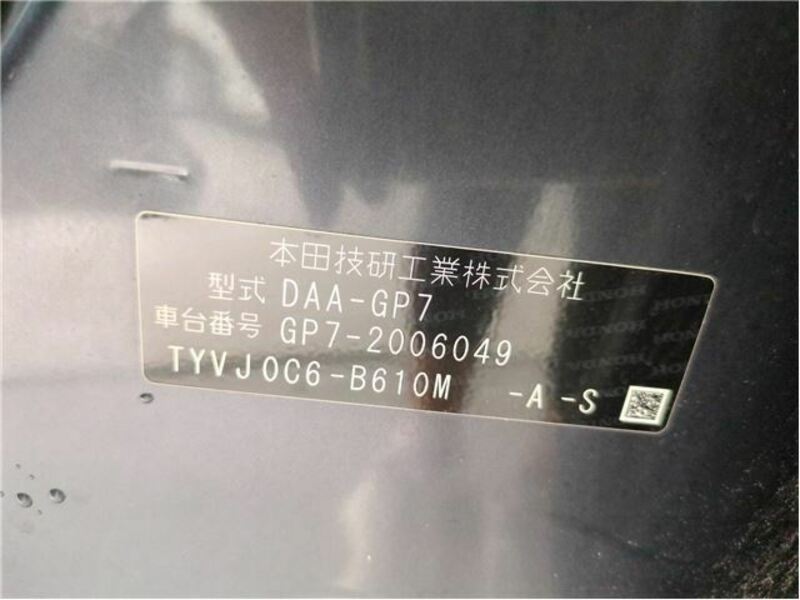 本田技研工業株式会社
型式 DAA-GP7
車台番号 GP7-2006049
TYVJ0C6-B610M -A -S